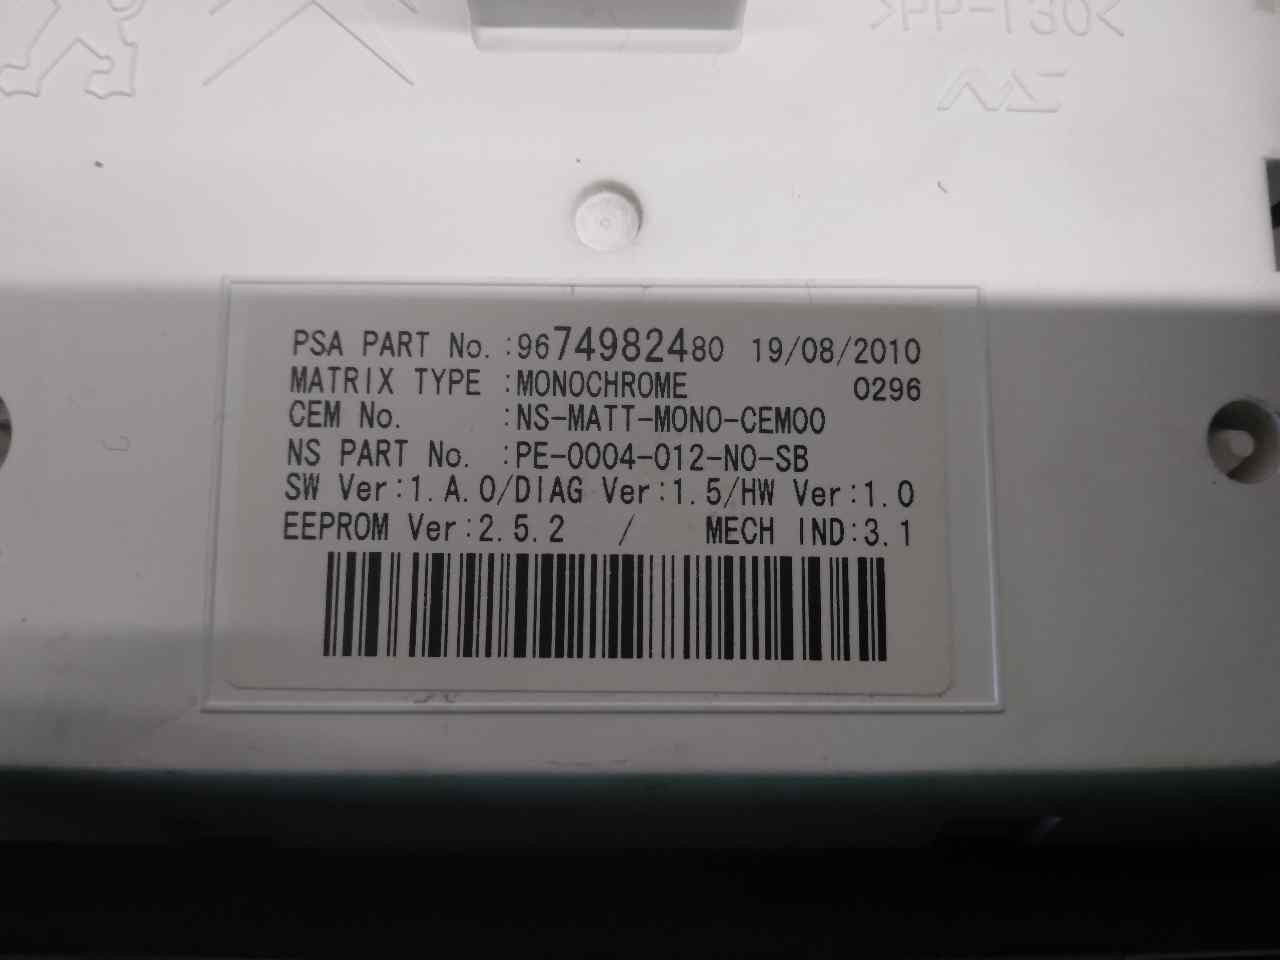 >PP-T30<
PSA PART No.:9674982480 19/08/2010
MATRIX TYPE :MONOCHROME 0296
CEM No. :NS-MATT-MONO-CEM00
NS PART No. :PE-0004-012-N0-SB
SW Ver:1.A.0/DIAG Ver:1.5/HW Ver:1.0
EEPROM Ver:2.5.2 / MECH IND:3.1